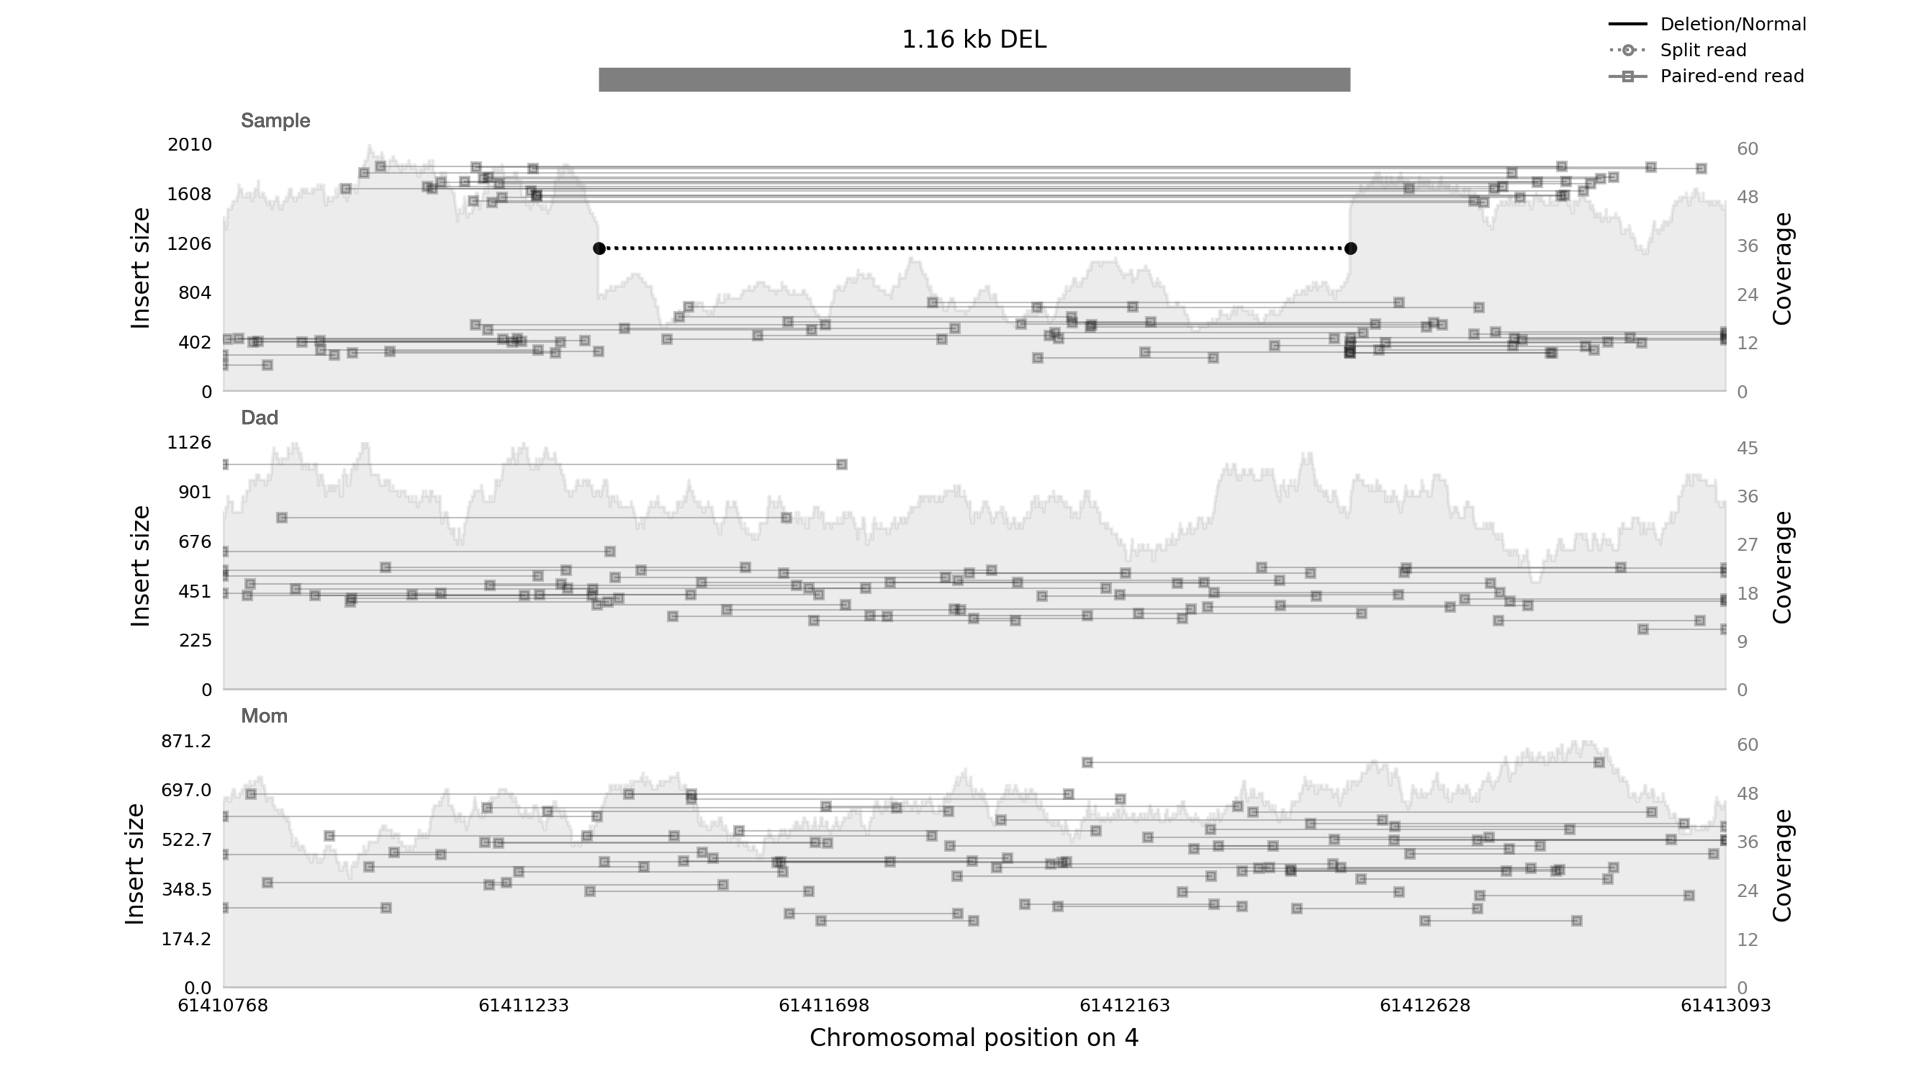 1.16 kb DEL
Deletion/Normal
Split read
Paired-end read
Sample
2010
1608
1206
804
402
0
Insert size
60
48
36
24
12
0
Coverage
Dad
1126
901
676
451
225
0
Insert size
45
36
27
18
9
0
Coverage
Mom
871.2
697.0
522.7
348.5
174.2
0.0
Insert size
60
48
36
24
12
0
Coverage
61410768 61411233 61411698 61412163 61412628 61413093
Chromosomal position on 4